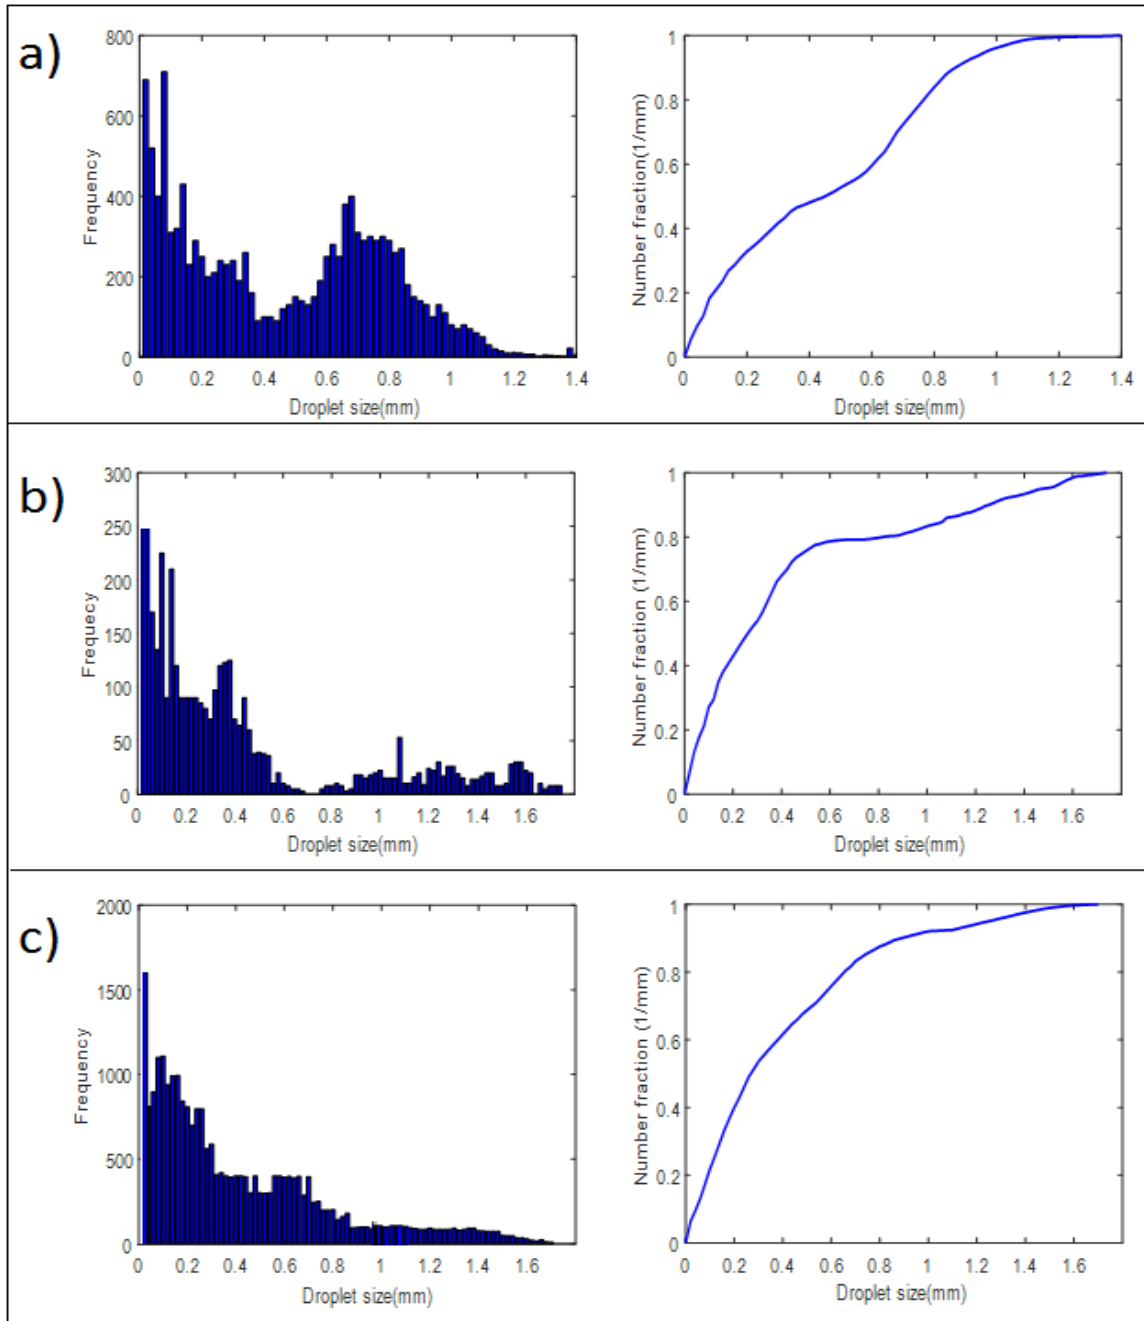 a)
800
600
400
200
0
Frequency
0 0.2 0.4 0.6 0.8 1 1.2 1.4
Droplet size(mm)
1
0.8
0.6
0.4
0.2
0
Number fraction(1/mm)
0 0.2 0.4 0.6 0.8 1 1.2 1.4
Droplet size(mm)
b)
300
250
200
150
100
50
0
Frequecy
0 0.2 0.4 0.6 0.8 1 1.2 1.4 1.6
Droplet size(mm)
1
0.8
0.6
0.4
0.2
0
Number fraction (1/mm)
0 0.2 0.4 0.6 0.8 1 1.2 1.4 1.6
Droplet size(mm)
c)
2000
1500
1000
500
0
Frequency
0 0.2 0.4 0.6 0.8 1 1.2 1.4 1.6
Droplet size(mm)
1
0.8
0.6
0.4
0.2
0
Number fraction (1/mm)
0 0.2 0.4 0.6 0.8 1 1.2 1.4 1.6
Droplet size(mm)